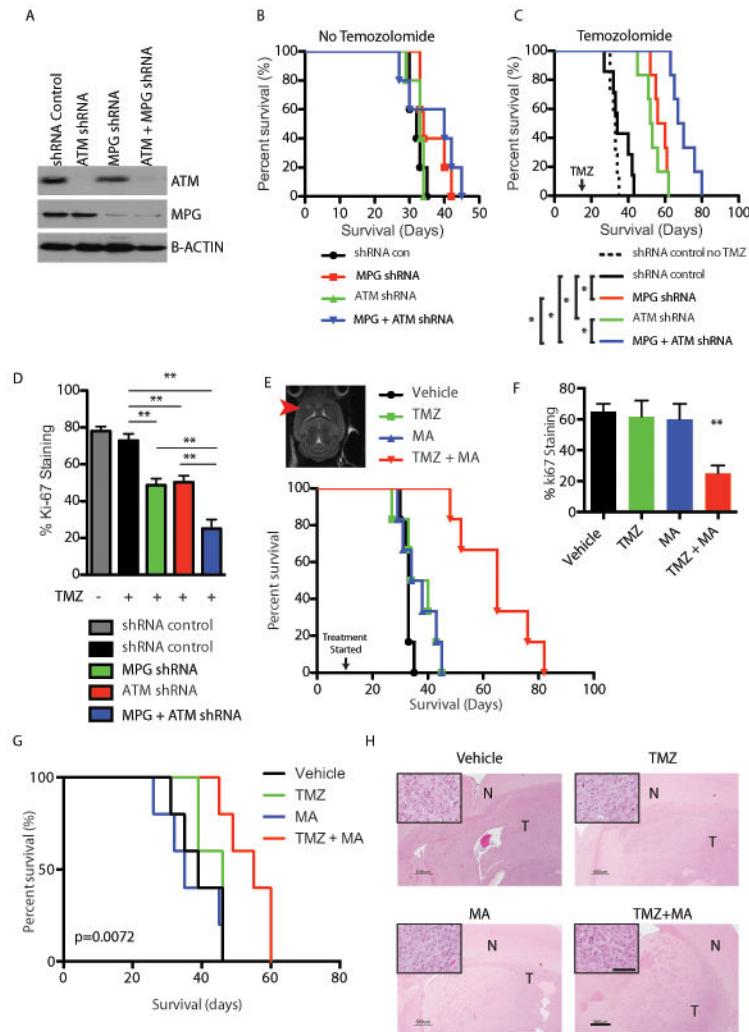 A
shRNA Control
ATM shRNA
MPG shRNA
ATM + MPG shRNA
ATM
MPG
B-ACTIN
B
No Temozolomide
Percent survival (%)
100
80
60
40
20
0
0 10 20 30 40 50
Survival (Days)
shRNA con
MPG shRNA
ATM shRNA
MPG + ATM shRNA
C
Temozolomide
Percent survival (%)
100
80
60
40
20
0
TMZ
0 20 40 60 80 100
Survival (Days)
shRNA control no TMZ
shRNA control
MPG shRNA
ATM shRNA
MPG + ATM shRNA
* * * * * *
D
% Ki-67 Staining
100
80
60
40
20
0
** ** ** ** **
TMZ - + + + +
shRNA control
shRNA control
MPG shRNA
ATM shRNA
MPG + ATM shRNA
E
Vehicle
TMZ
MA
TMZ + MA
Percent survival
100
80
60
40
20
0
Treatment
Started
0 20 40 60 80 100
Survival (Days)
F
% ki67 Staining
80
60
40
20
0
**
Vehicle
TMZ
MA
TMZ + MA
G
Percent survival (%)
100
50
0
p=0.0072
0 20 40 60 80
Survival (days)
Vehicle
TMZ
MA
TMZ + MA
H
Vehicle
N
T
TMZ
N
T
MA
N
T
TMZ+MA
N
T